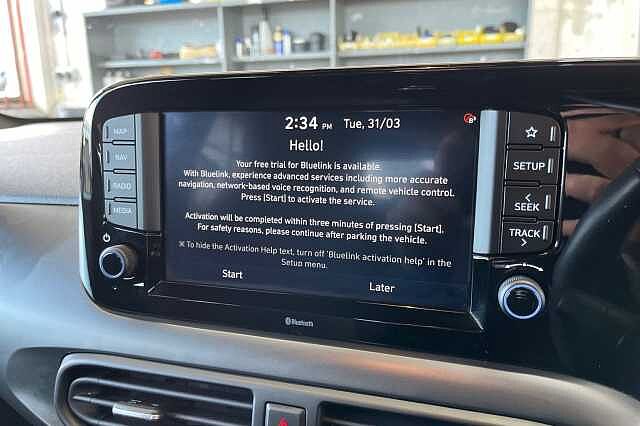 2:34 PM Tue, 31/03
Hello!
Your free trial for Bluelink is available.
With Bluelink, experience advanced services including more accurate
navigation, network-based voice recognition, and remote vehicle control.
Press [Start] to activate the service.
Activation will be completed within three minutes of pressing [Start].
For safety reasons, please continue after parking the vehicle.
※ To hide the Activation Help text, turn off 'Bluelink activation help' in the
Setup menu.
Start
Later
MAP
NAV
RADIO
MEDIA
SETUP
SEEK
TRACK
Bluetooth